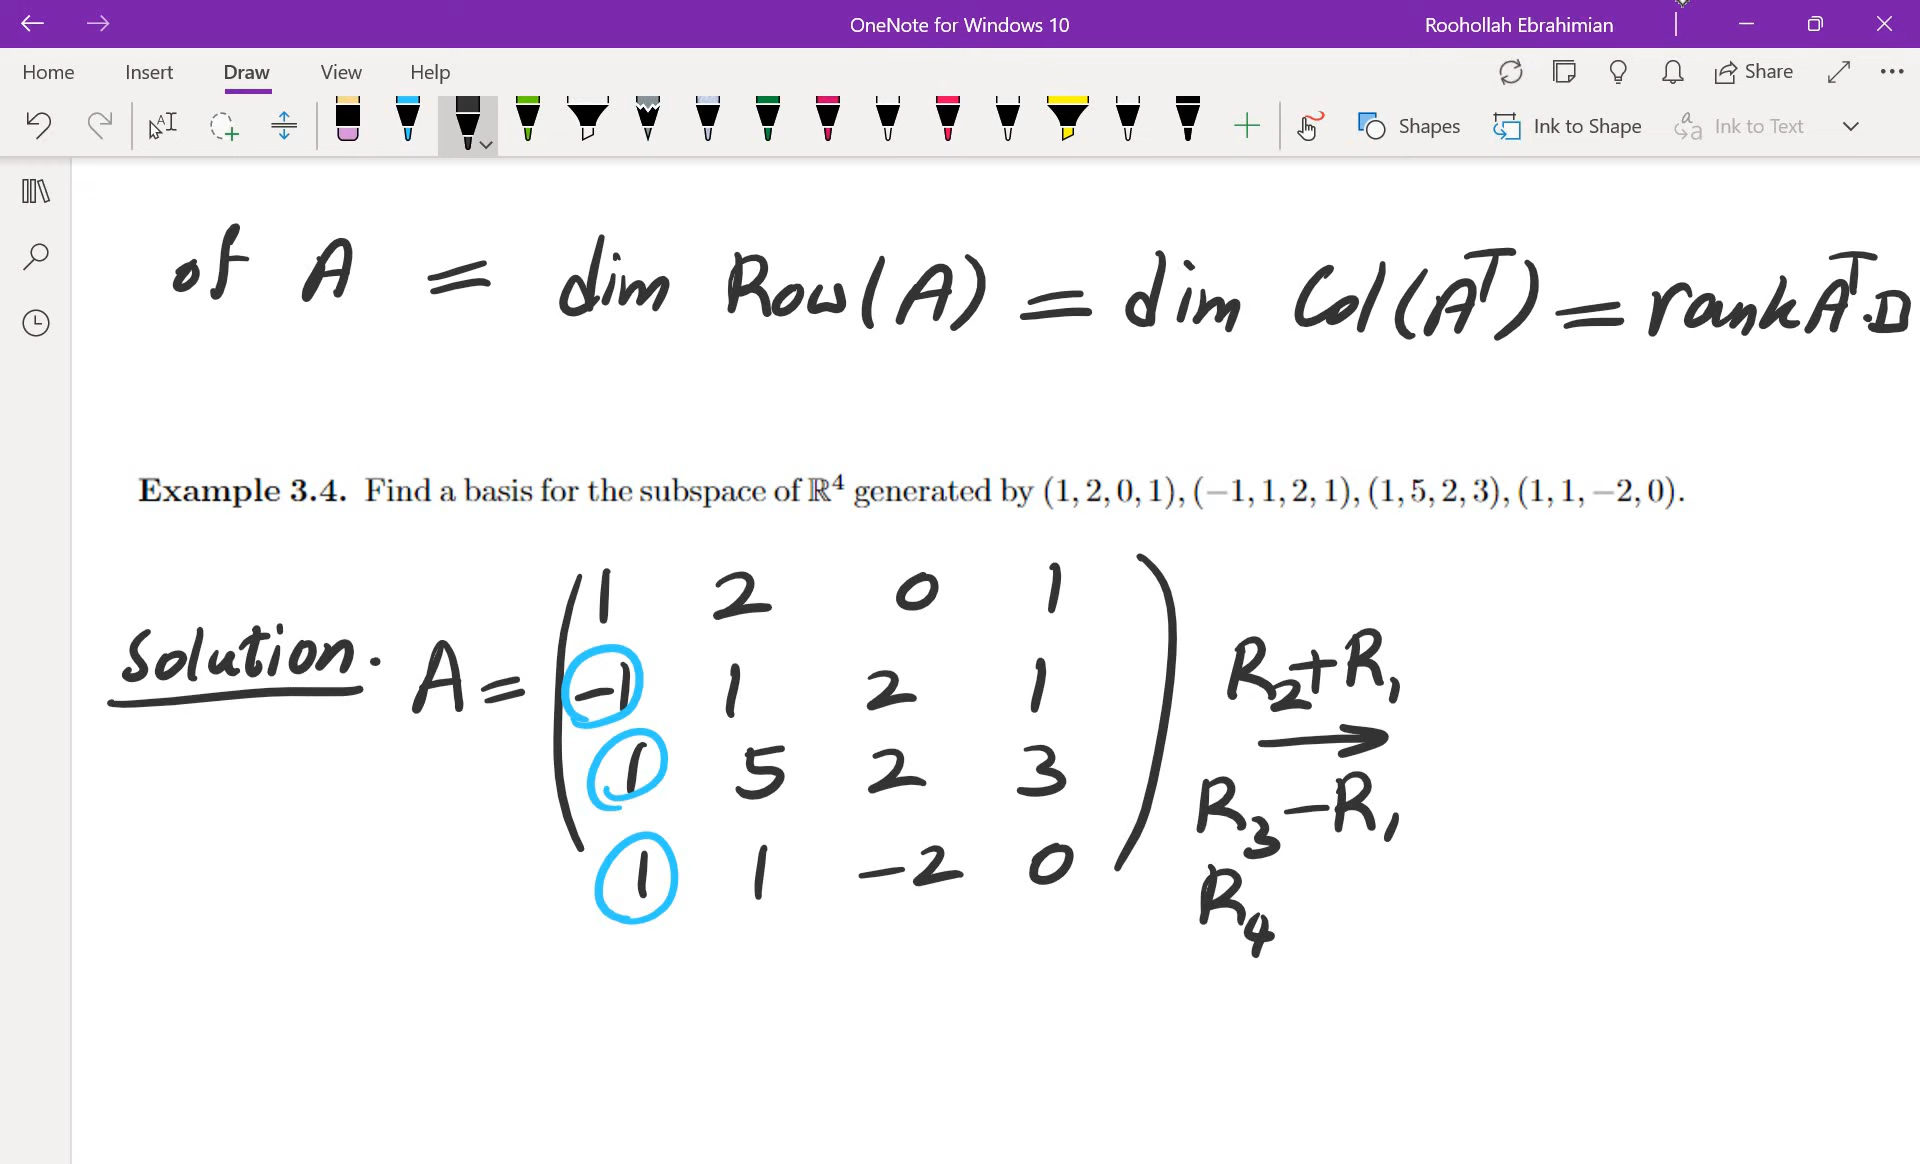 OneNote for Windows 10
Roohollah Ebrahimian
Home Insert Draw View Help
Share
Shapes Ink to Shape Ink to Text
of A = dim Row(A) = dim Col(Aᵀ) = rank Aᵀ. □
Example 3.4. Find a basis for the subspace of ℝ⁴ generated by (1, 2, 0, 1), (−1, 1, 2, 1), (1, 5, 2, 3), (1, 1, −2, 0).
Solution. A =
1 2 0 1
-1 1 2 1
1 5 2 3
1 1 -2 0
R₂+R₁
→
R₃-R₁
R₄